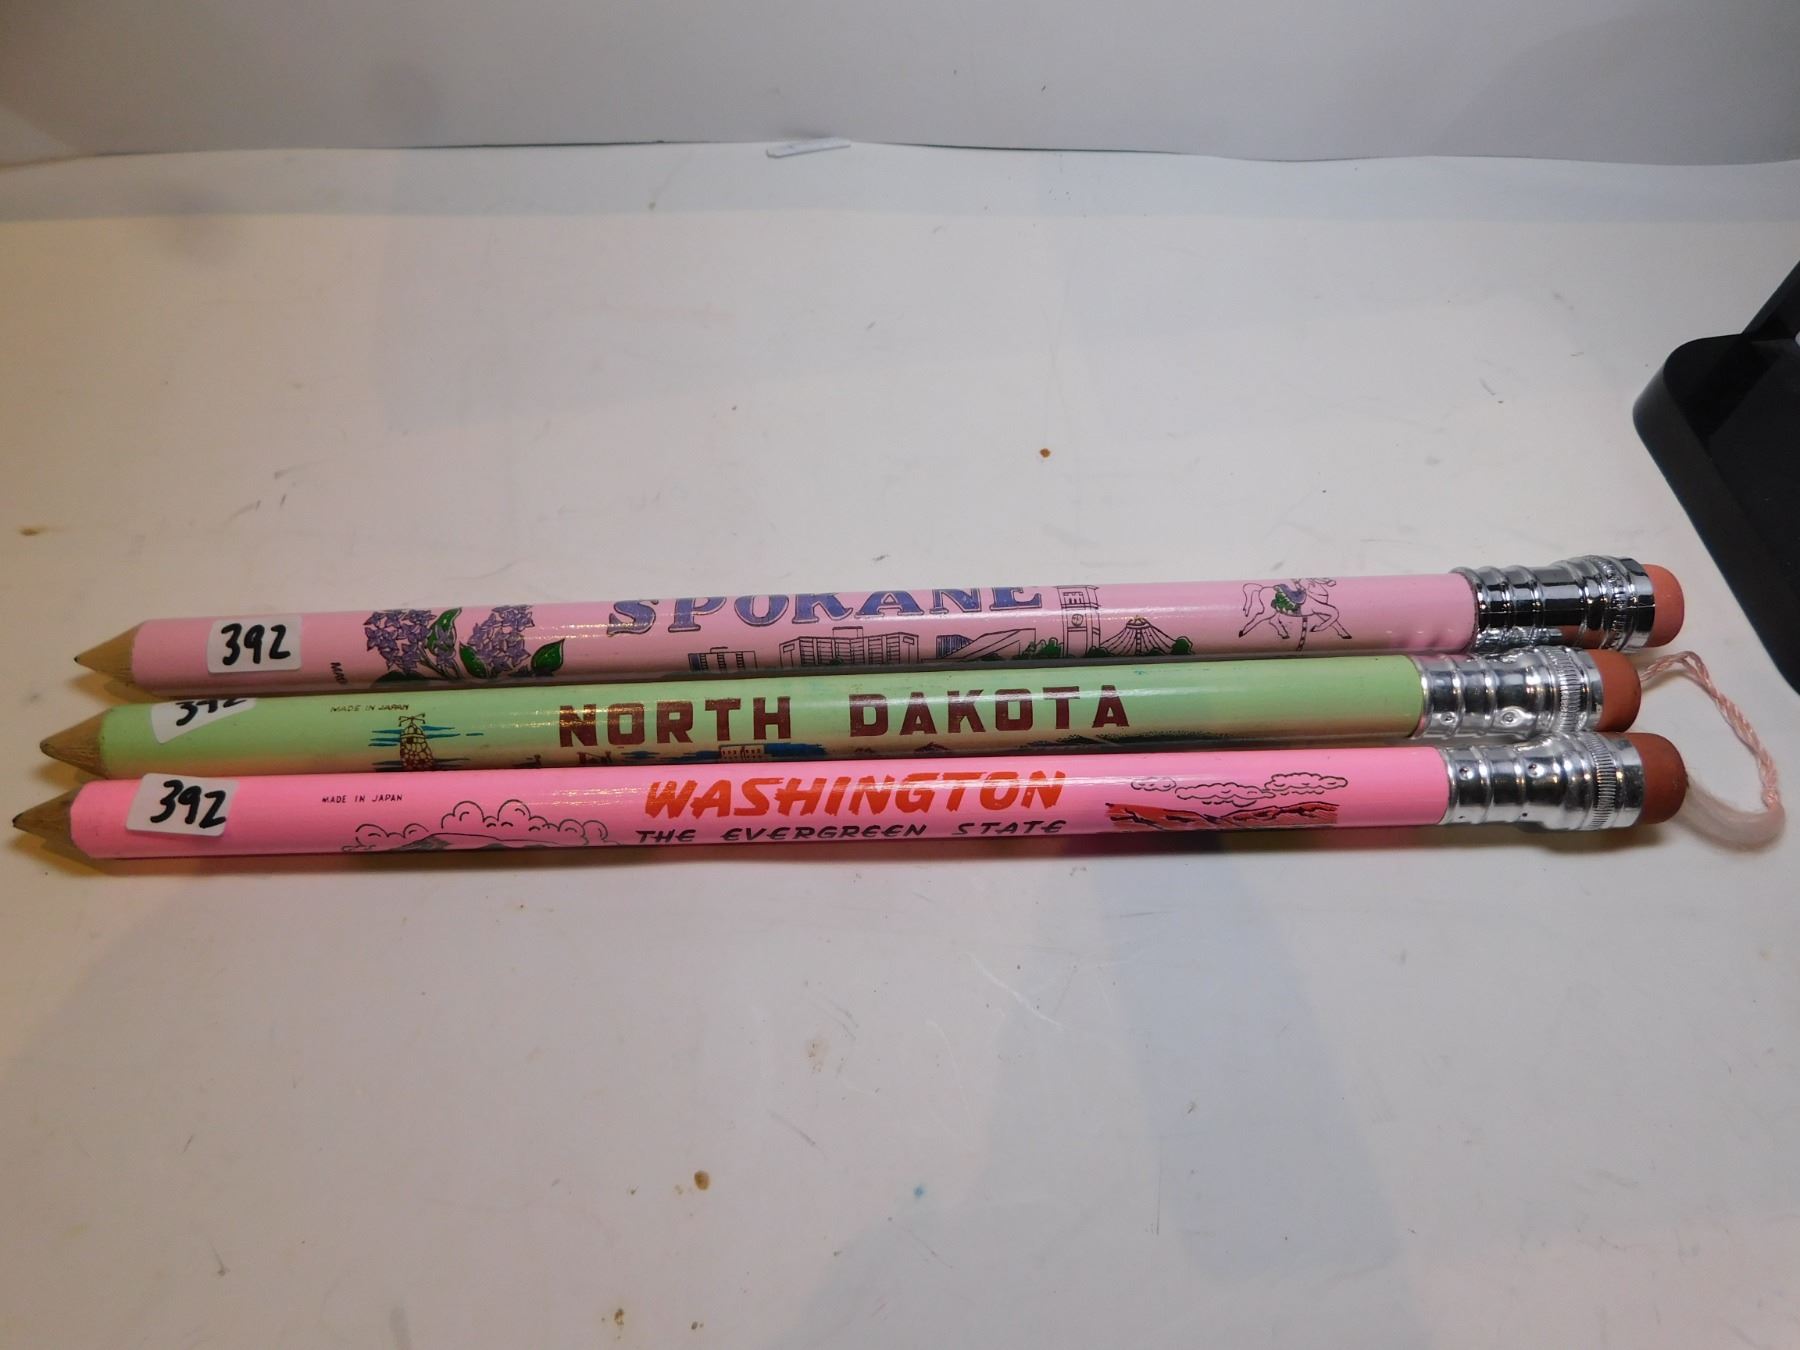 392
SPOKANE
392
MADE IN JAPAN
NORTH DAKOTA
392
MADE IN JAPAN
WASHINGTON
THE EVERGREEN STATE